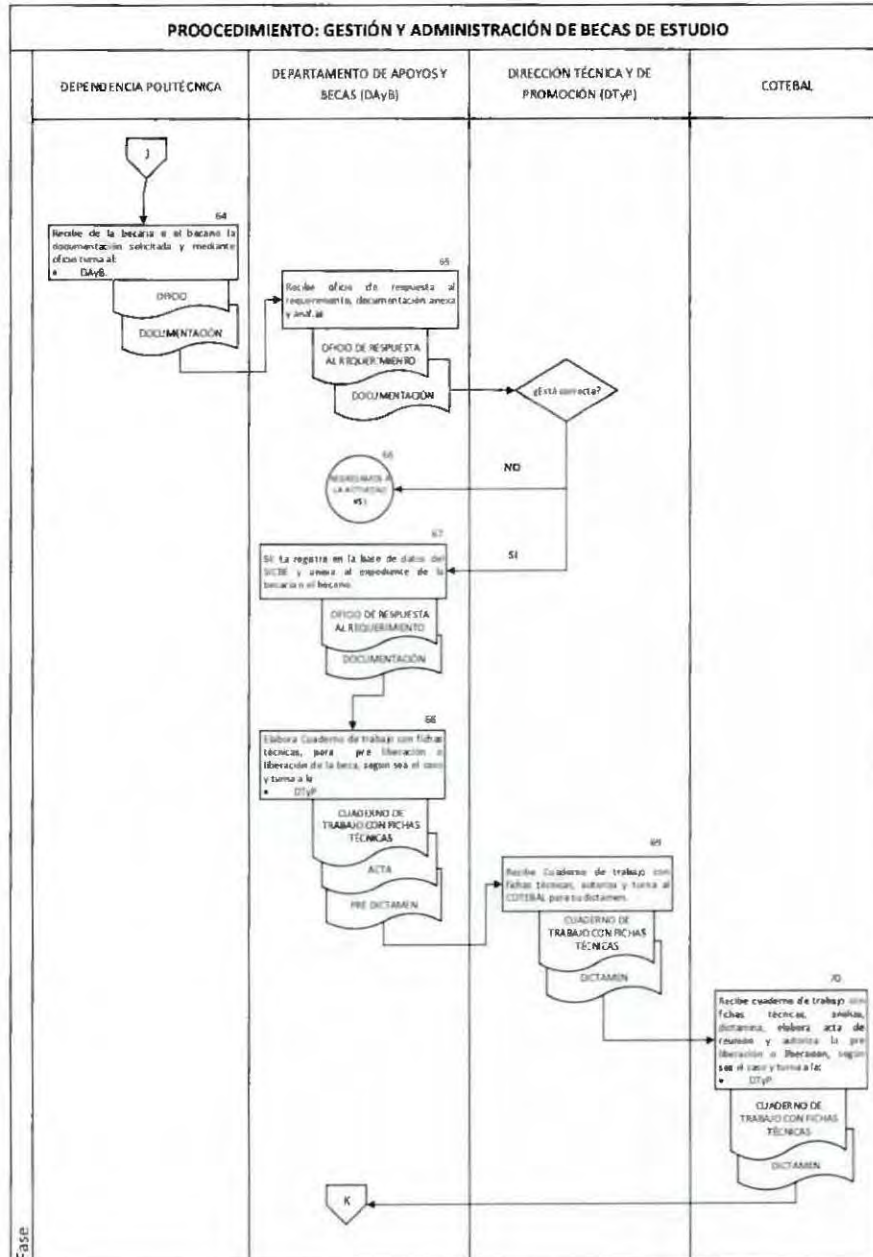 PROOCEDIMIENTO: GESTIÓN Y ADMINISTRACIÓN DE BECAS DE ESTUDIO
DEPENDENCIA POLITÉCNICA
DEPARTAMENTO DE APOYOS Y
BECAS (DAyB)
DIRECCIÓN TÉCNICA Y DE
PROMOCIÓN (DTyP)
COTEBAL
J
64
Recibe de la becaria o el becario la
documentación solicitada y mediante
oficio turna al:
• DAyB.
OFICIO
DOCUMENTACIÓN
65
Recibe oficio de respuesta al
requerimiento, documentación anexa
y analiza
OFICIO DE RESPUESTA
AL REQUERIMIENTO
DOCUMENTACIÓN
¿Está correcta?
NO
66
REGRESAMOS A
LA ACTIVIDAD
67
SI
SI: La registra en la base de datos del
SICBE y anexa al expediente de la
becaria o el becario.
OFICIO DE RESPUESTA
AL REQUERIMIENTO
DOCUMENTACIÓN
68
Elabora Cuaderno de trabajo con fichas
técnicas, para pre liberación o
liberación de la beca, según sea el caso
y turna a la
• DTyP
CUADERNO DE
TRABAJO CON FICHAS
TÉCNICAS
ACTA
PRE DICTAMEN
69
Recibe Cuaderno de trabajo con
fichas técnicas, autoriza y turna al
COTEBAL para su dictamen.
CUADERNO DE
TRABAJO CON FICHAS
TÉCNICAS
DICTAMEN
70
Recibe cuaderno de trabajo con
fichas técnicas, analiza,
dictamina, elabora acta de
reunión y autoriza la pre
liberación o liberación, según
sea el caso y turna a la:
• DTyP
CUADERNO DE
TRABAJO CON FICHAS
TÉCNICAS
DICTAMEN
K
Fase